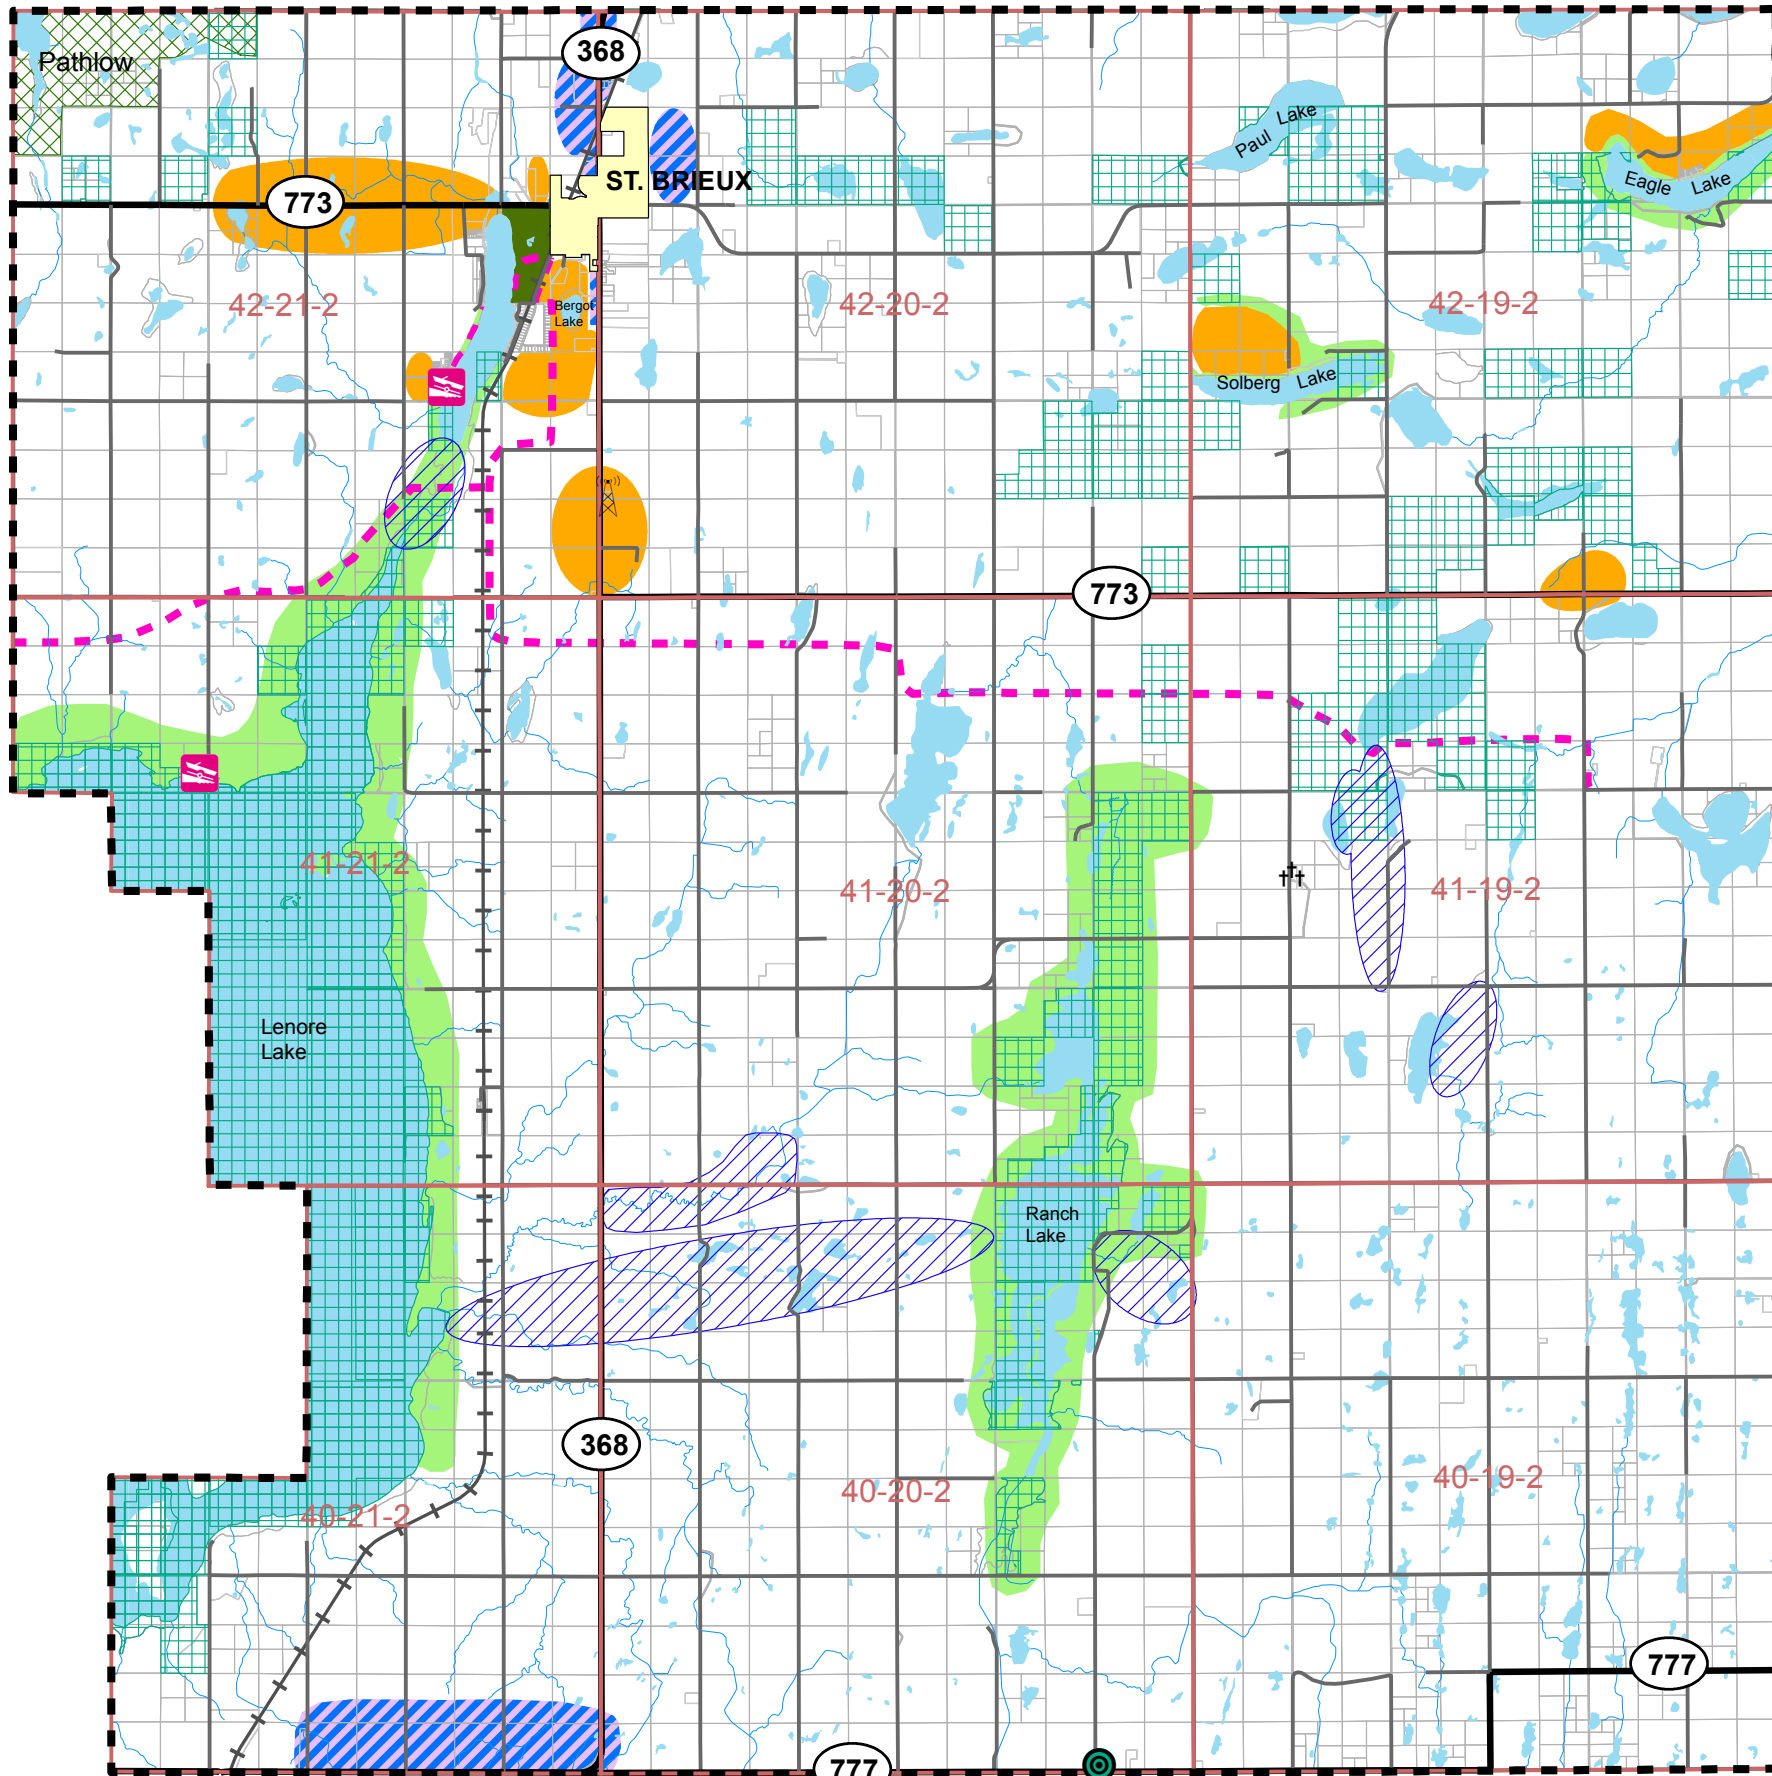 368
Pathlow
Paul Lake
ST. BRIEUX
Eagle Lake
773
42-21-2
42-20-2
42-19-2
Bergot
Lake
Solberg Lake
773
41-21-2
41-20-2
41-19-2
Lenore
Lake
Ranch
Lake
368
40-21-2
40-20-2
40-19-2
777
777